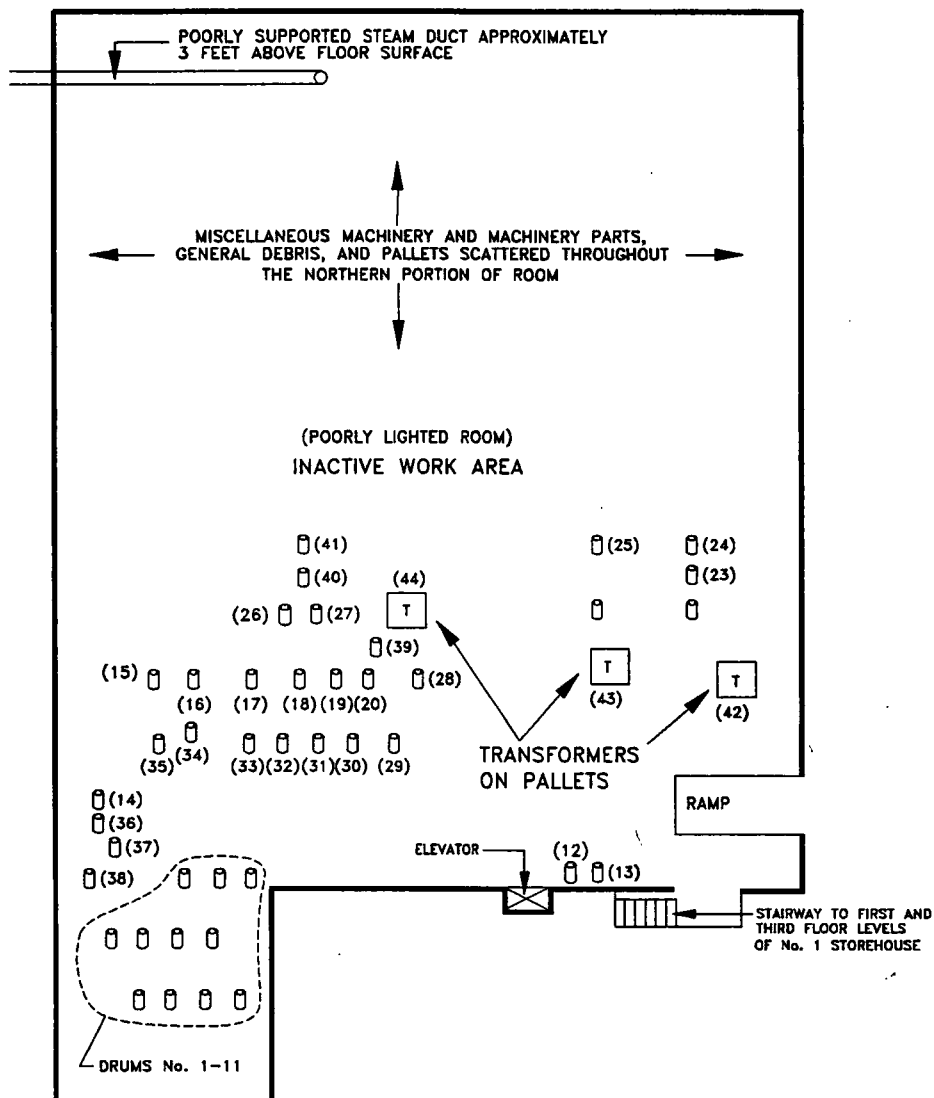 POORLY SUPPORTED STEAM DUCT APPROXIMATELY
3 FEET ABOVE FLOOR SURFACE
MISCELLANEOUS MACHINERY AND MACHINERY PARTS,
GENERAL DEBRIS, AND PALLETS SCATTERED THROUGHOUT
THE NORTHERN PORTION OF ROOM
(POORLY LIGHTED ROOM)
INACTIVE WORK AREA
(41) (25) (24)
(40) (44) (23)
(26) (27) T
(39)
(15) (28) T T
(16) (17) (18) (19) (20) (43) (42)
(34)
(35) (33) (32) (31) (30) (29)
TRANSFORMERS
ON PALLETS
(14) RAMP
(36)
(37) ELEVATOR (12)
(38) (13)
STAIRWAY TO FIRST AND
THIRD FLOOR LEVELS
OF No. 1 STOREHOUSE
DRUMS No. 1-11